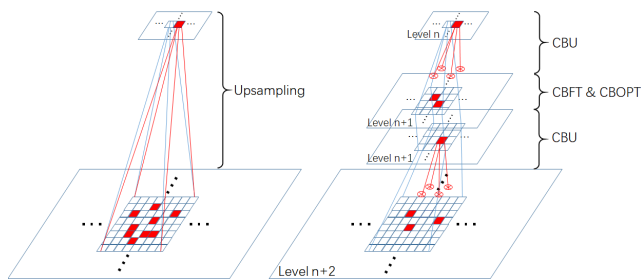 Upsampling
Level n
CBU
CBFT & CBOPT
Level n+1
CBU
Level n+1
Level n+2